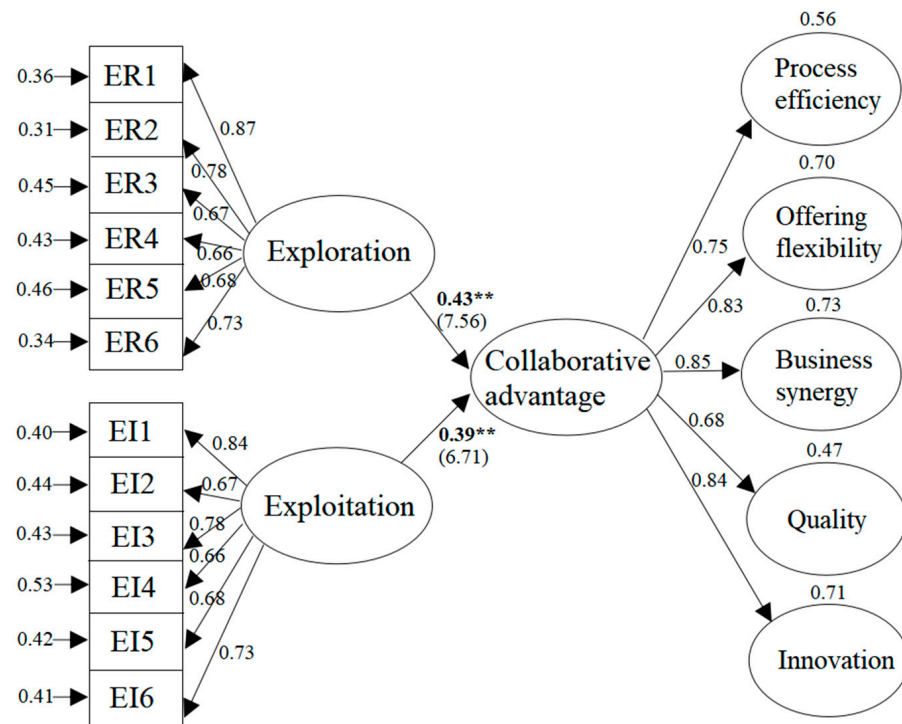 0.36
ER1
0.31
ER2
0.45
ER3
0.43
ER4
0.46
ER5
0.34
ER6
0.87
0.78
0.67
0.66
0.68
0.73
Exploration
0.40
EI1
0.44
EI2
0.43
EI3
0.53
EI4
0.42
EI5
0.41
EI6
0.84
0.67
0.78
0.66
0.68
0.73
Exploitation
0.43**
(7.56)
0.39**
(6.71)
Collaborative
advantage
0.75
0.83
0.85
0.68
0.84
0.56
Process
efficiency
0.70
Offering
flexibility
0.73
Business
synergy
0.47
Quality
0.71
Innovation